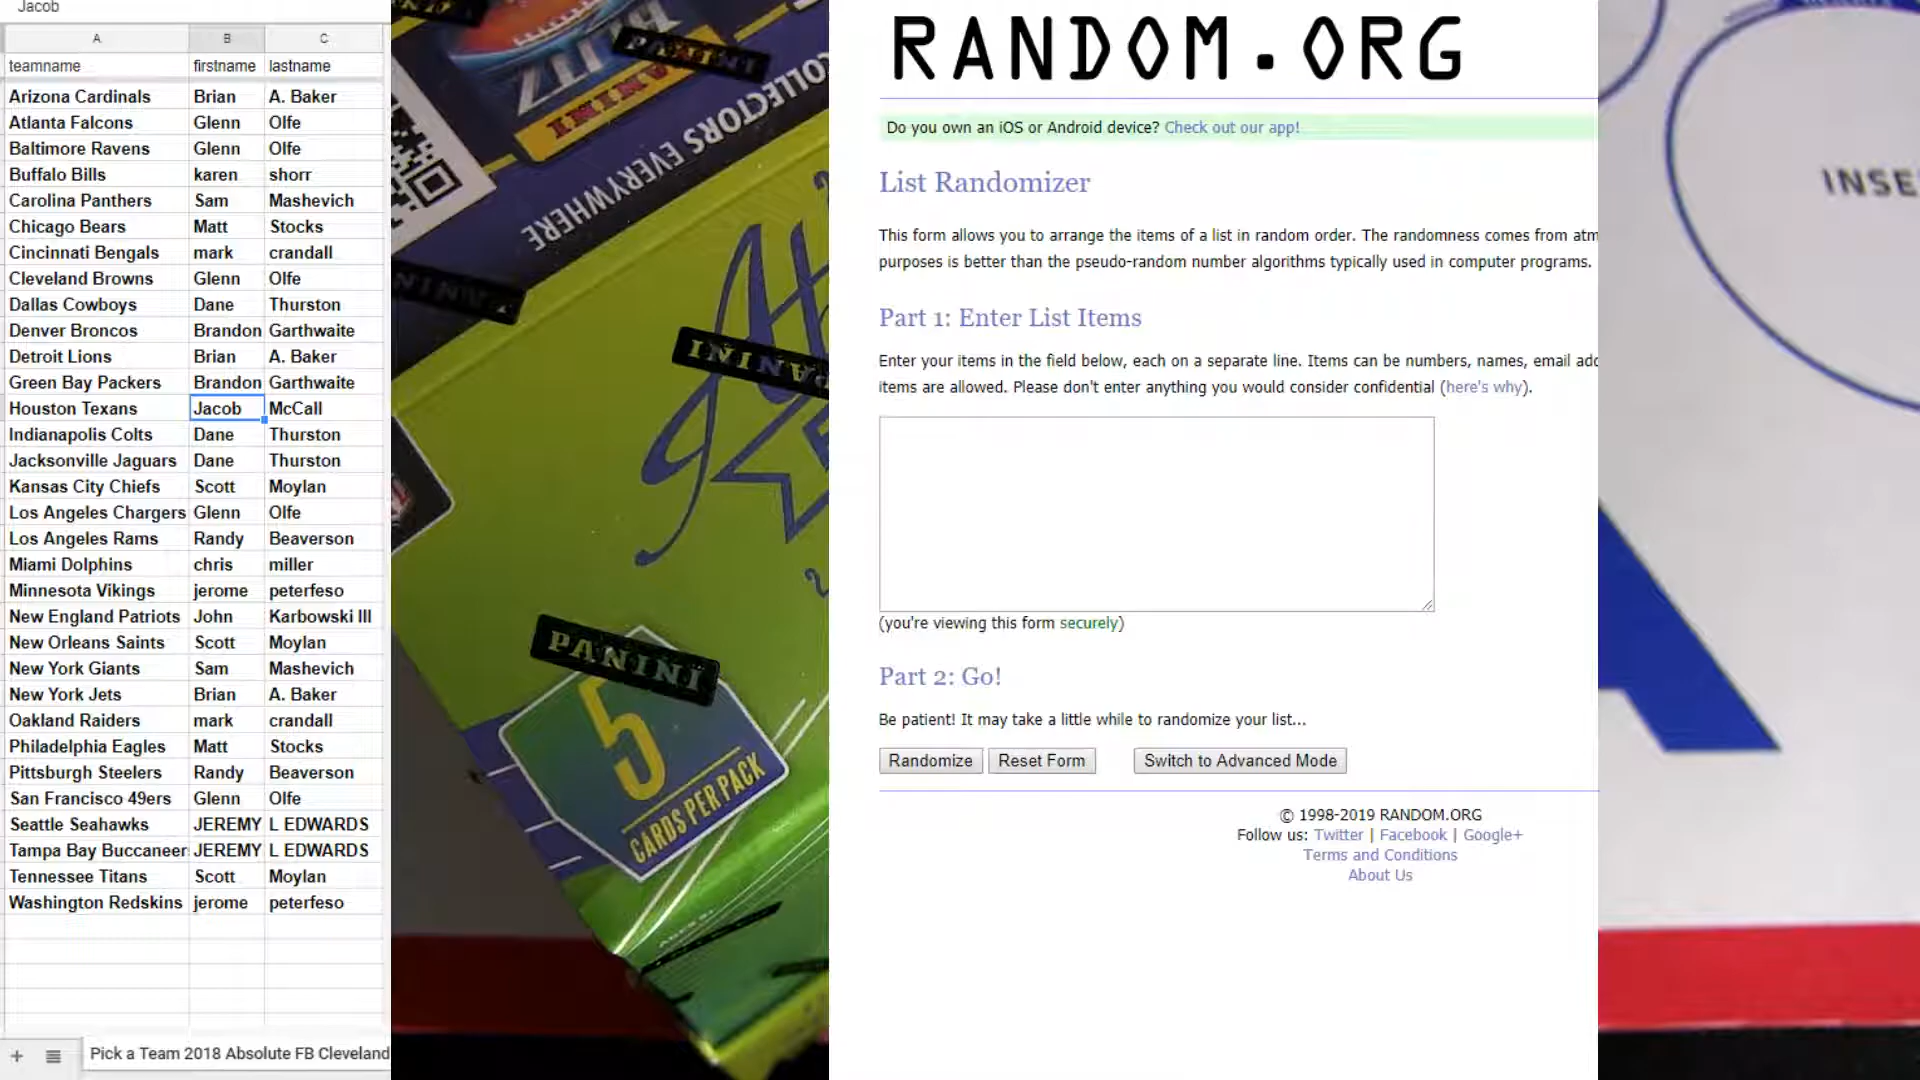 Jacob
A B C
teamname firstname lastname
Arizona Cardinals Brian A. Baker
Atlanta Falcons Glenn Olfe
Baltimore Ravens Glenn Olfe
Buffalo Bills karen shorr
Carolina Panthers Sam Mashevich
Chicago Bears Matt Stocks
Cincinnati Bengals mark crandall
Cleveland Browns Glenn Olfe
Dallas Cowboys Dane Thurston
Denver Broncos Brandon Garthwaite
Detroit Lions Brian A. Baker
Green Bay Packers Brandon Garthwaite
Houston Texans Jacob McCall
Indianapolis Colts Dane Thurston
Jacksonville Jaguars Dane Thurston
Kansas City Chiefs Scott Moylan
Los Angeles Chargers Glenn Olfe
Los Angeles Rams Randy Beaverson
Miami Dolphins chris miller
Minnesota Vikings jerome peterfeso
New England Patriots John Karbowski III
New Orleans Saints Scott Moylan
New York Giants Sam Mashevich
New York Jets Brian A. Baker
Oakland Raiders mark crandall
Philadelphia Eagles Matt Stocks
Pittsburgh Steelers Randy Beaverson
San Francisco 49ers Glenn Olfe
Seattle Seahawks JEREMY L EDWARDS
Tampa Bay Buccaneer JEREMY L EDWARDS
Tennessee Titans Scott Moylan
Washington Redskins jerome peterfeso
Pick a Team 2018 Absolute FB Cleveland
PANINI
PANINI
COLLECTORS EVERYWHERE
PANINI
PANINI
PANINI
5
CARDS PER PACK
RANDOM.ORG
Do you own an iOS or Android device? Check out our app!
List Randomizer
This form allows you to arrange the items of a list in random order. The randomness comes from atm
purposes is better than the pseudo-random number algorithms typically used in computer programs.
Part 1: Enter List Items
Enter your items in the field below, each on a separate line. Items can be numbers, names, email add
items are allowed. Please don't enter anything you would consider confidential (here's why).
(you're viewing this form securely)
Part 2: Go!
Be patient! It may take a little while to randomize your list...
Randomize Reset Form Switch to Advanced Mode
© 1998-2019 RANDOM.ORG
Follow us: Twitter | Facebook | Google+
Terms and Conditions
About Us
INSE